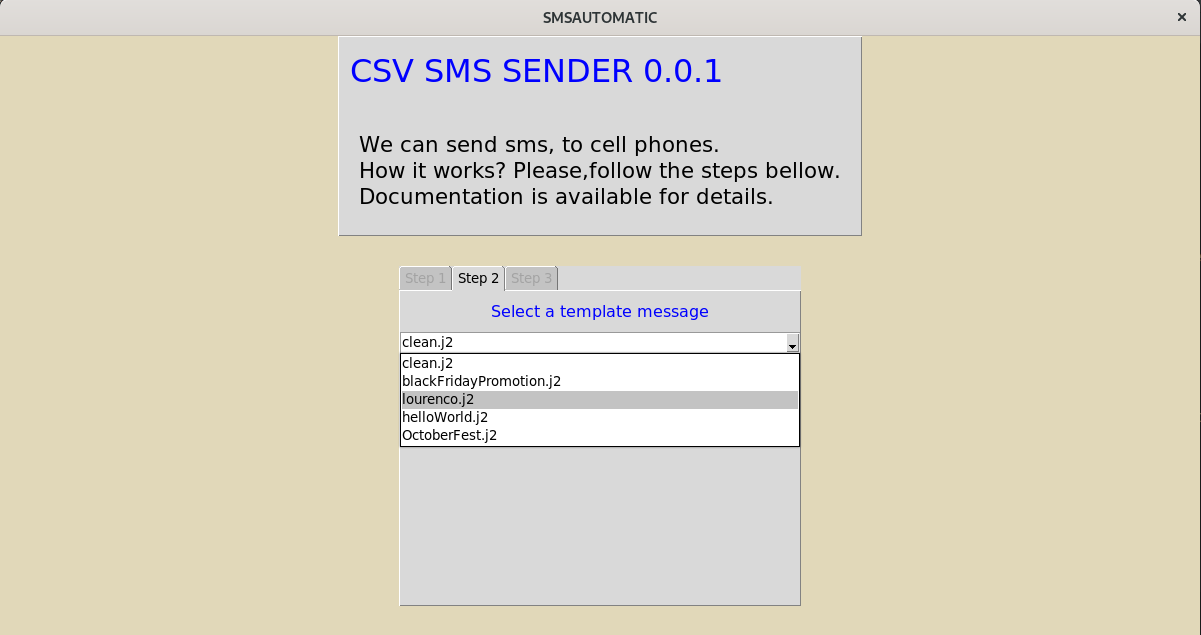 SMSAUTOMATIC
CSV SMS SENDER 0.0.1
We can send sms, to cell phones.
How it works? Please,follow the steps bellow.
Documentation is available for details.
Step 1 Step 2 Step 3
Select a template message
clean.j2
clean.j2
blackFridayPromotion.j2
lourenco.j2
helloWorld.j2
OctoberFest.j2